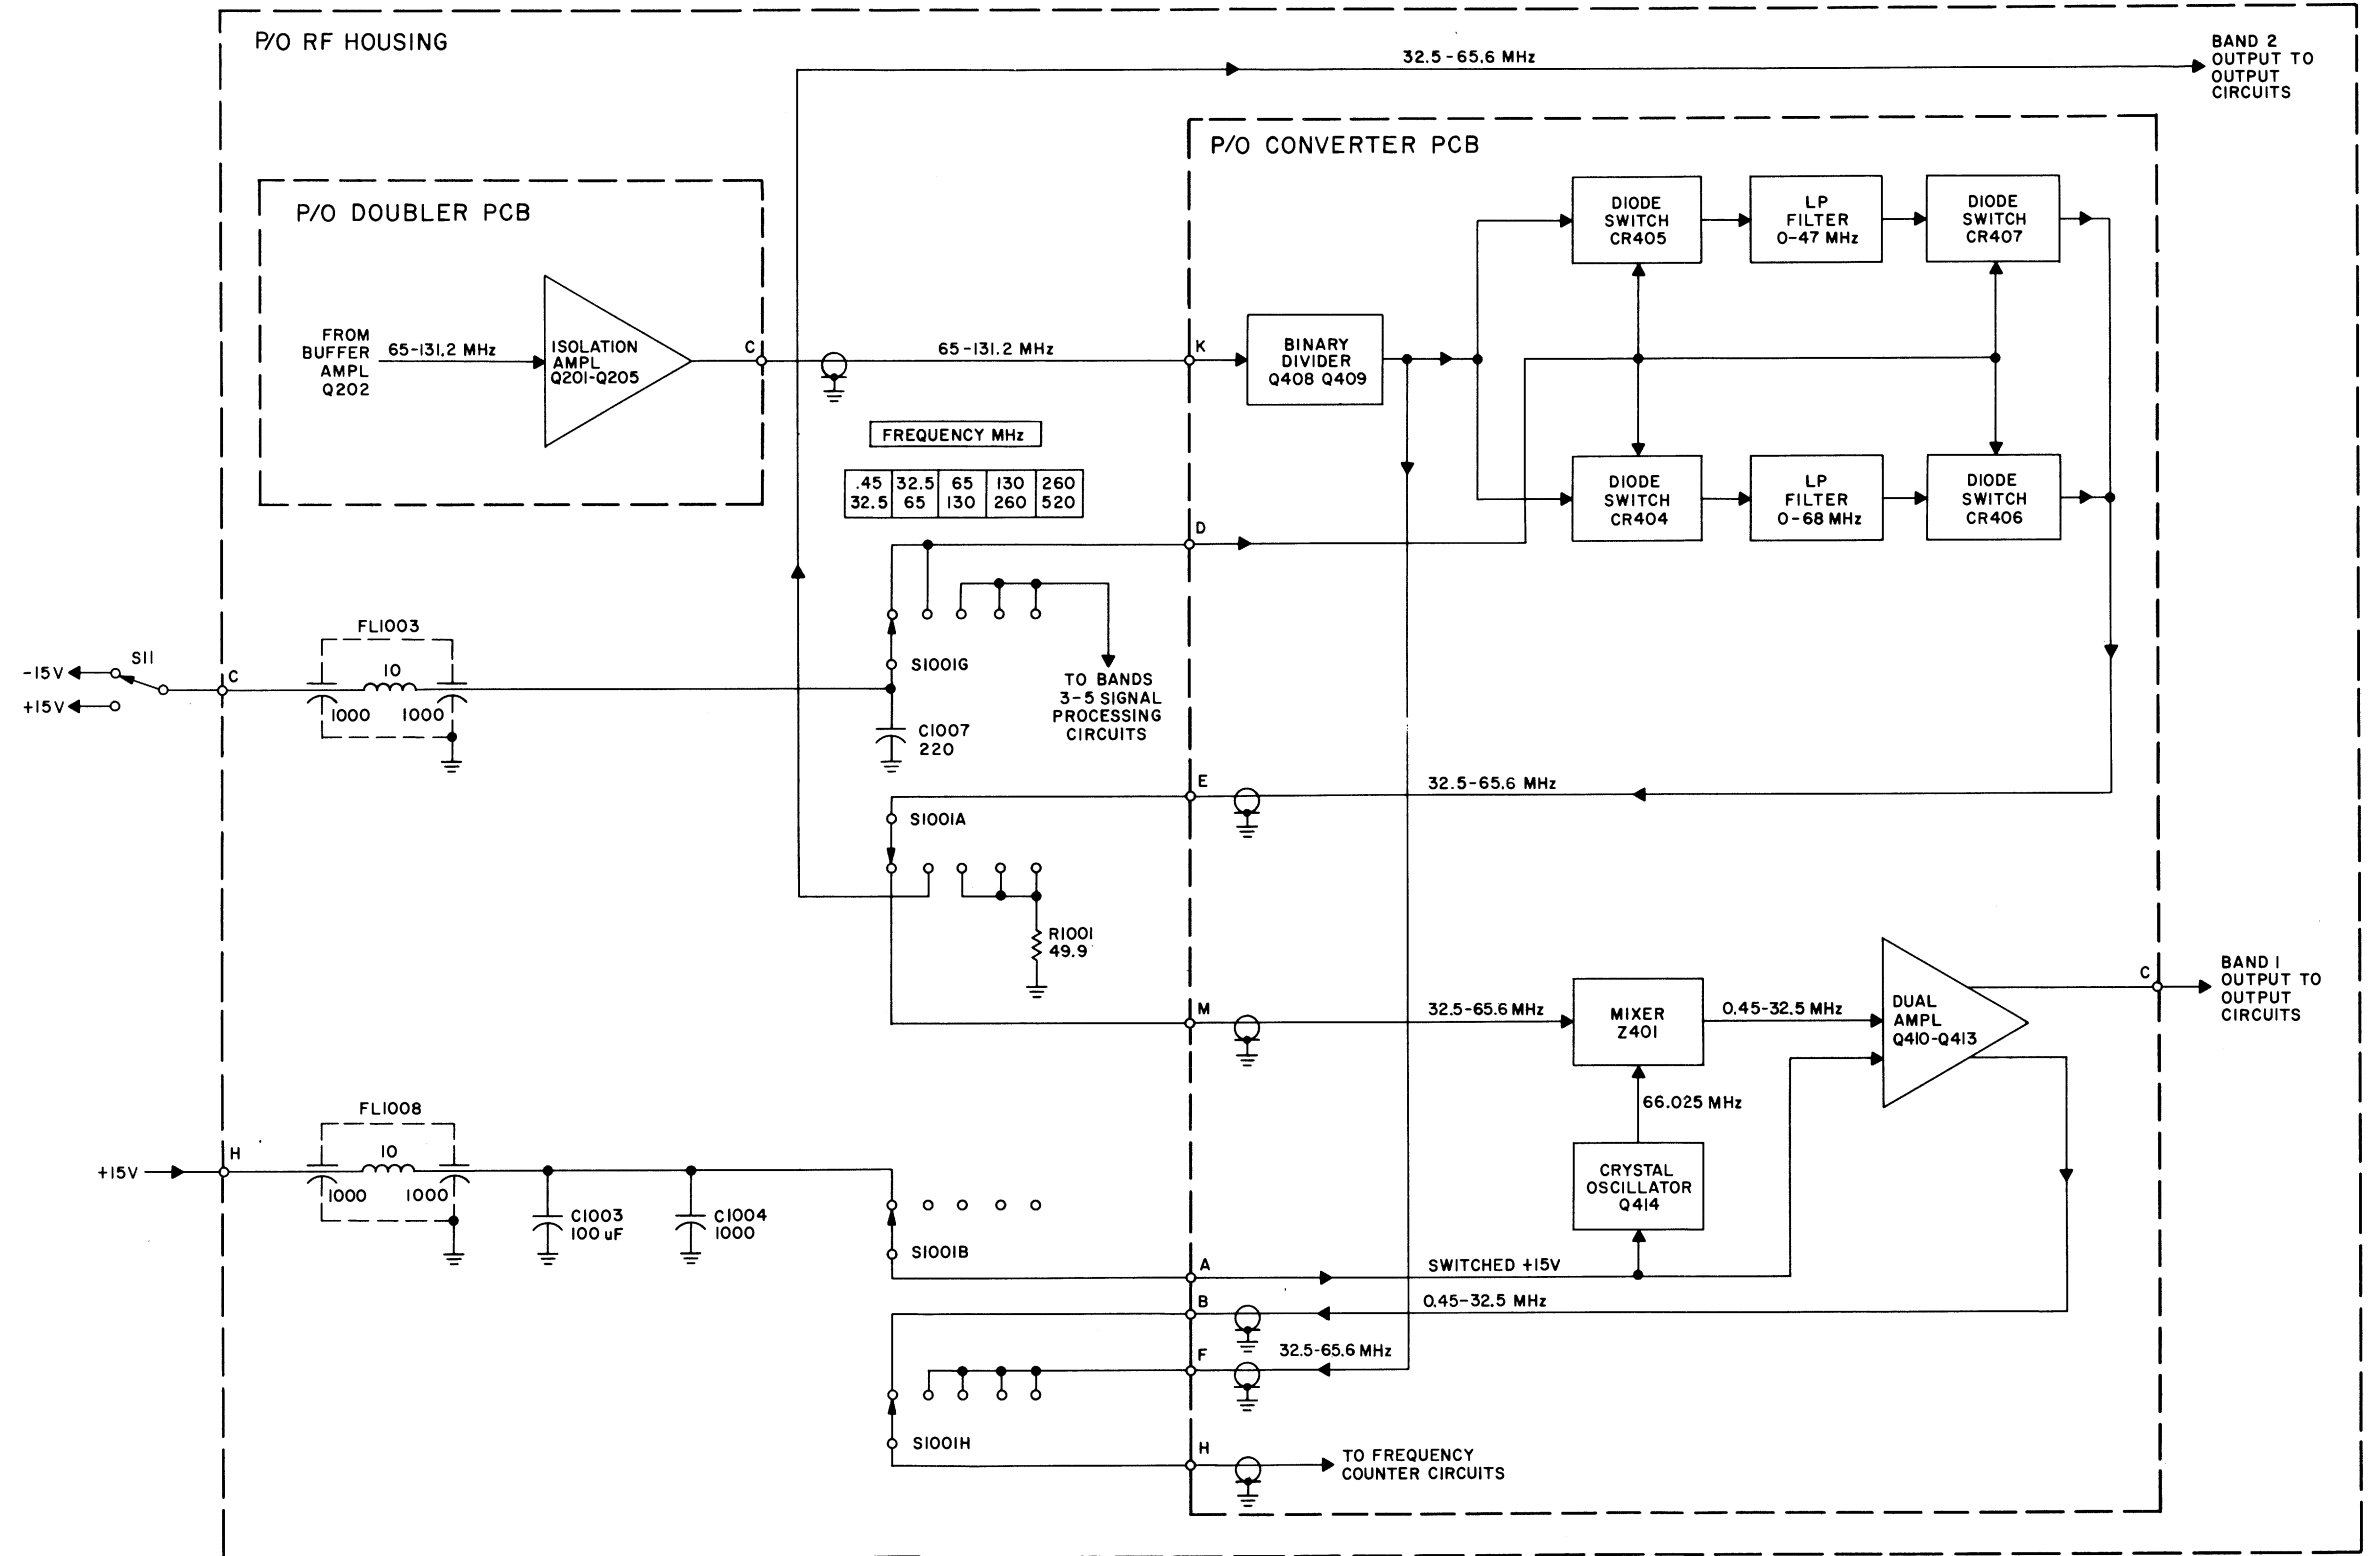 P/O RF HOUSING
32.5-65.6 MHz
BAND 2
OUTPUT TO
OUTPUT
CIRCUITS
P/O CONVERTER PCB
P/O DOUBLER PCB
DIODE
SWITCH
CR405
LP
FILTER
0-47 MHz
DIODE
SWITCH
CR407
FROM
BUFFER
AMPL
Q202
65-131.2 MHz
ISOLATION
AMPL
Q201-Q205
C
65-131.2 MHz
K
BINARY
DIVIDER
Q408 Q409
FREQUENCY MHz
.45 32.5 65 130 260
32.5 65 130 260 520
DIODE
SWITCH
CR404
LP
FILTER
0-68 MHz
DIODE
SWITCH
CR406
D
S11
-15V
+15V
C
FL1003
10
1000 1000
S1001G
C1007
220
TO BANDS
3-5 SIGNAL
PROCESSING
CIRCUITS
E
32.5-65.6 MHz
S1001A
R1001
49.9
M
32.5-65.6 MHz
MIXER
Z401
0.45-32.5 MHz
DUAL
AMPL
Q410-Q413
C
BAND 1
OUTPUT TO
OUTPUT
CIRCUITS
66.025 MHz
CRYSTAL
OSCILLATOR
Q414
+15V
H
FL1008
10
1000 1000
C1003
100 uF
C1004
1000
S1001B
A
SWITCHED +15V
B
0.45-32.5 MHz
F
32.5-65.6 MHz
S1001H
H
TO FREQUENCY
COUNTER CIRCUITS